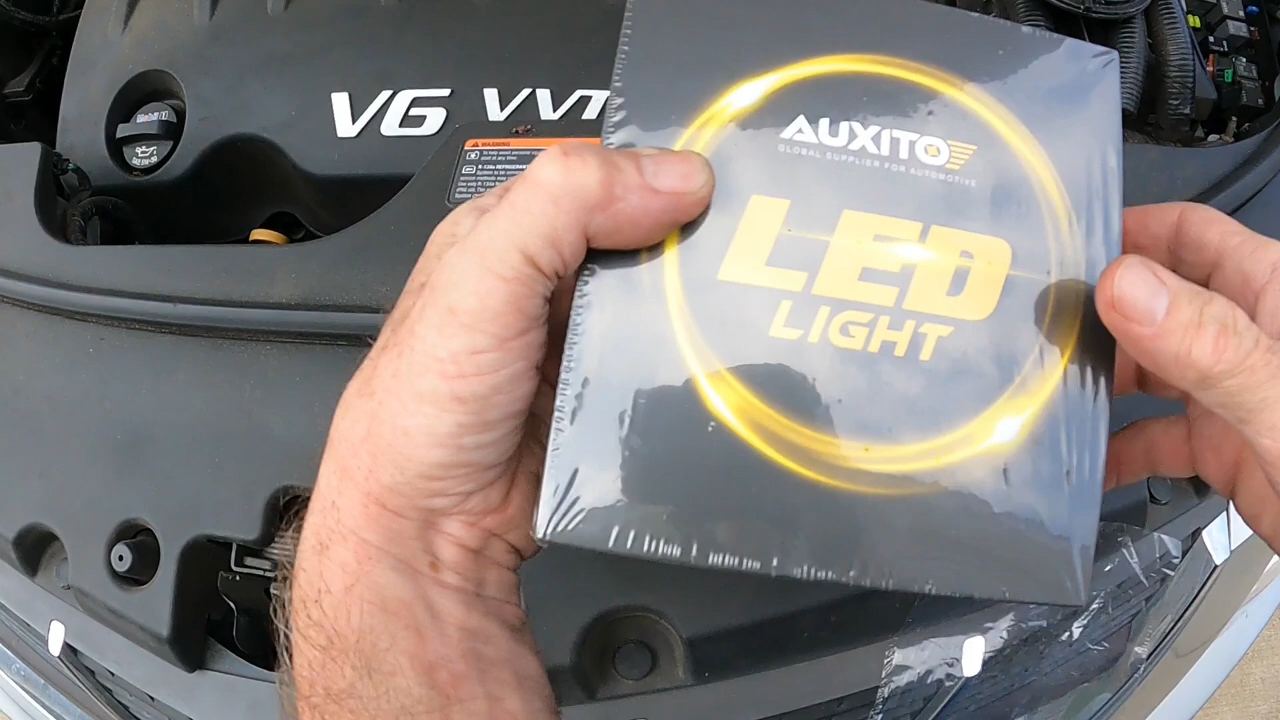 V6 VVT
Mobil 1
WARNING
AUXITO
GLOBAL SUPPLIER FOR AUTOMOTIVE
LED
LIGHT